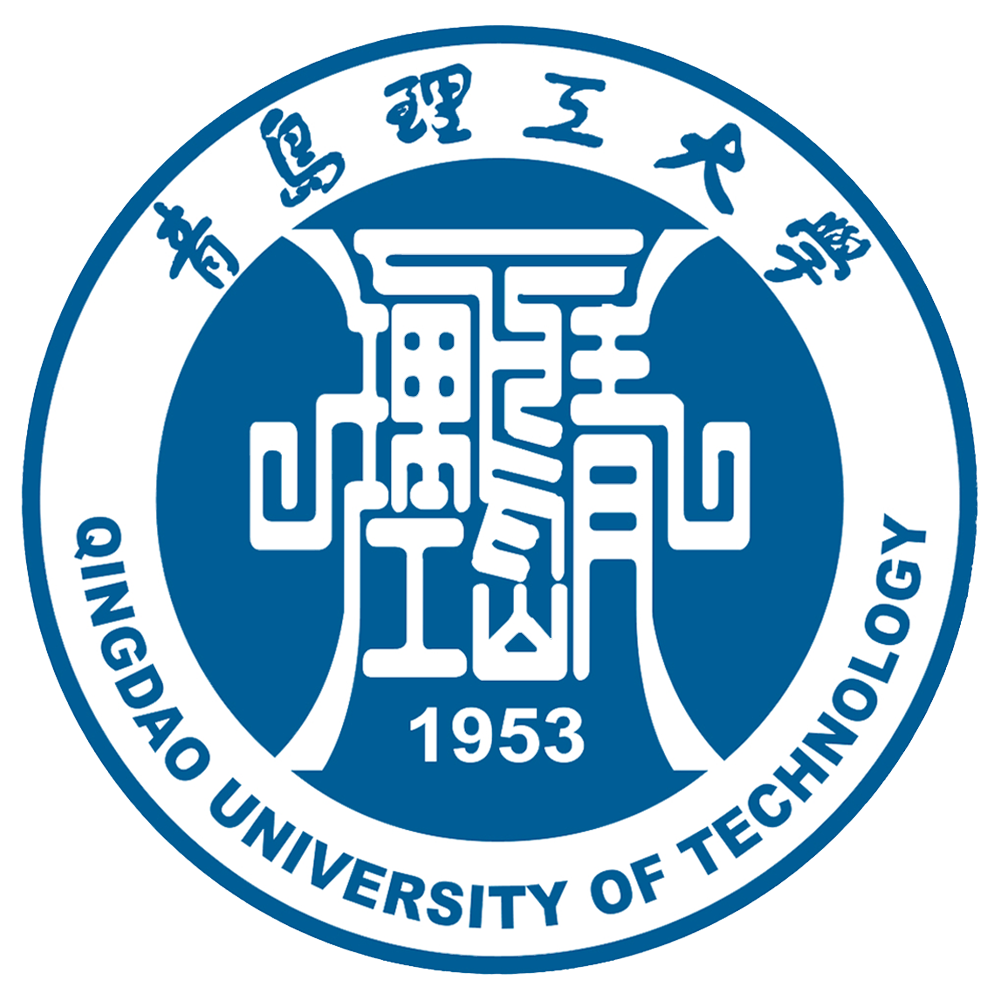 青島理工大學
1953
QINGDAO UNIVERSITY OF TECHNOLOGY